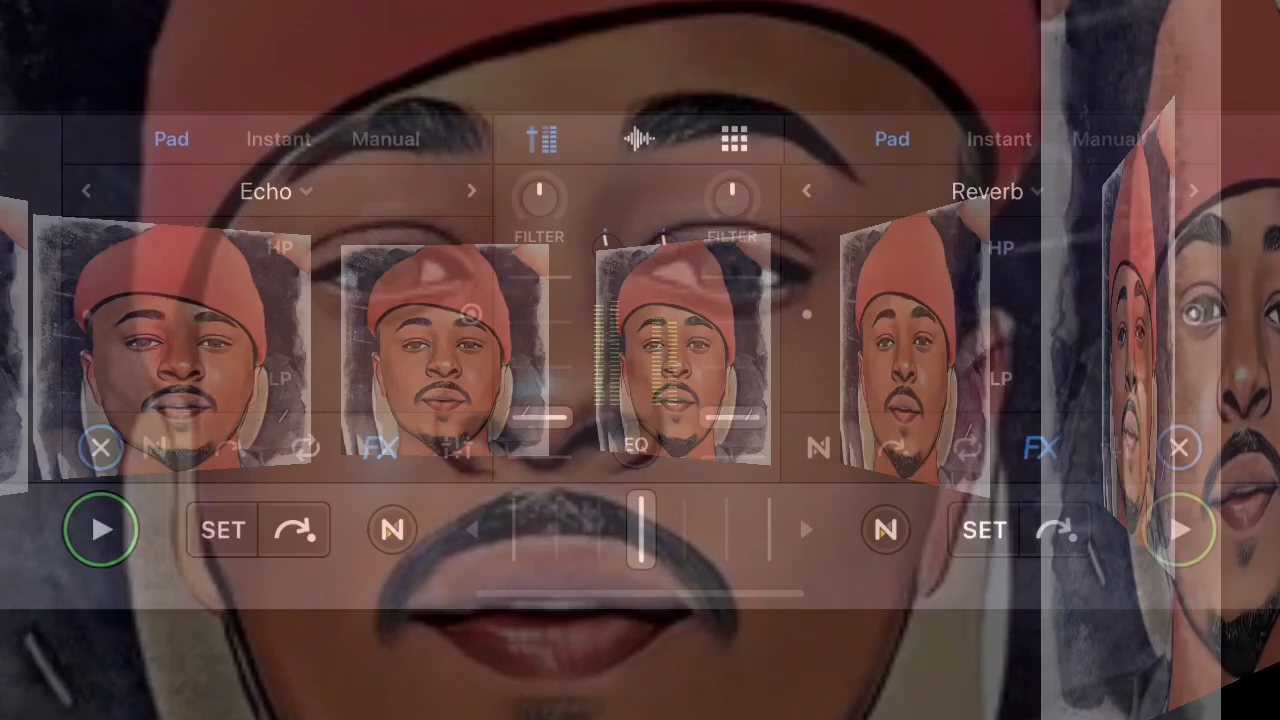 Pad Instant Manual Pad Instant Manual
Echo Reverb
FILTER FILTER
HP HP
LP LP
EQ
FX FX
SET SET